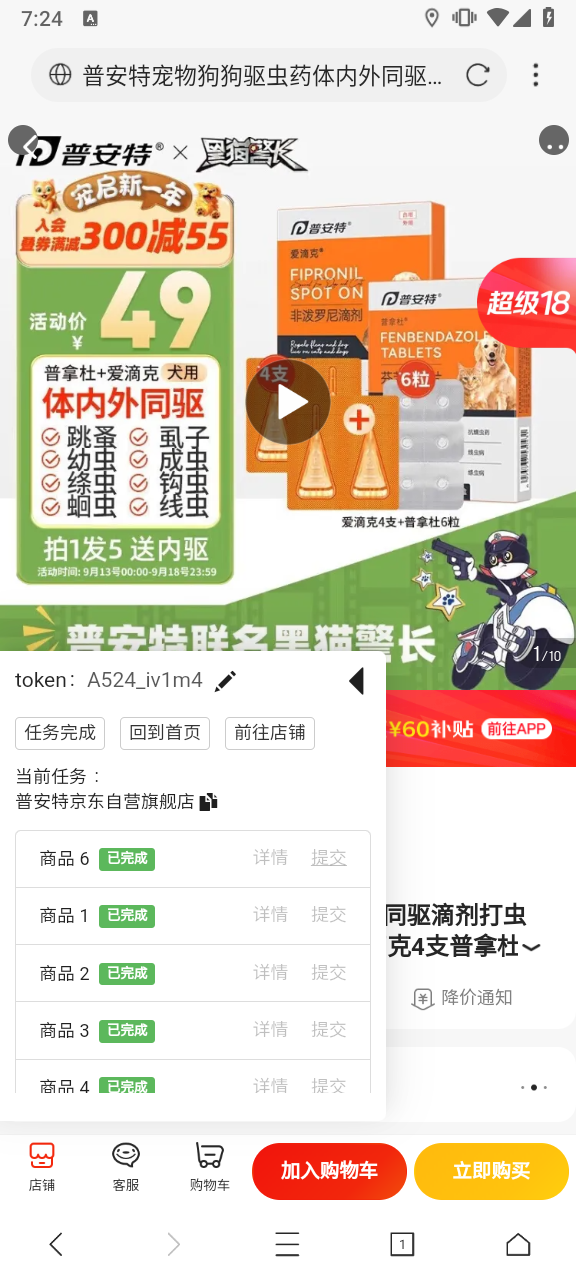 7:24 A
普安特宠物狗狗驱虫药体内外同驱...
普安特® × 黑猫警长
宠启新一年
入会
叠券满减300减55
活动价
¥
49
普拿杜+爱滴克 犬用
体内外同驱
跳蚤 虱子
幼虫 成虫
绦虫 钩虫
蛔虫 线虫
拍1发5 送内驱
活动时间: 9月13号00:00-9月18号23:59
普安特®
爱滴克®
FIPRONIL
SPOT ON
非泼罗尼滴剂
普安特®
普拿杜®
FENBENDAZOLE
TABLETS
4支
6粒
爱滴克4支+普拿杜6粒
超级18
普安特联名黑猫警长
1/10
token: A524_iv1m4
任务完成 回到首页 前往店铺
¥60补贴 前往APP
当前任务：
普安特京东自营旗舰店
商品 6 已完成 详情 提交
商品 1 已完成 详情 提交
商品 2 已完成 详情 提交
商品 3 已完成 详情 提交
商品 4 已完成 详情 提交
同驱滴剂打虫
克4支普拿杜
降价通知
店铺 客服 购物车 加入购物车 立即购买
1